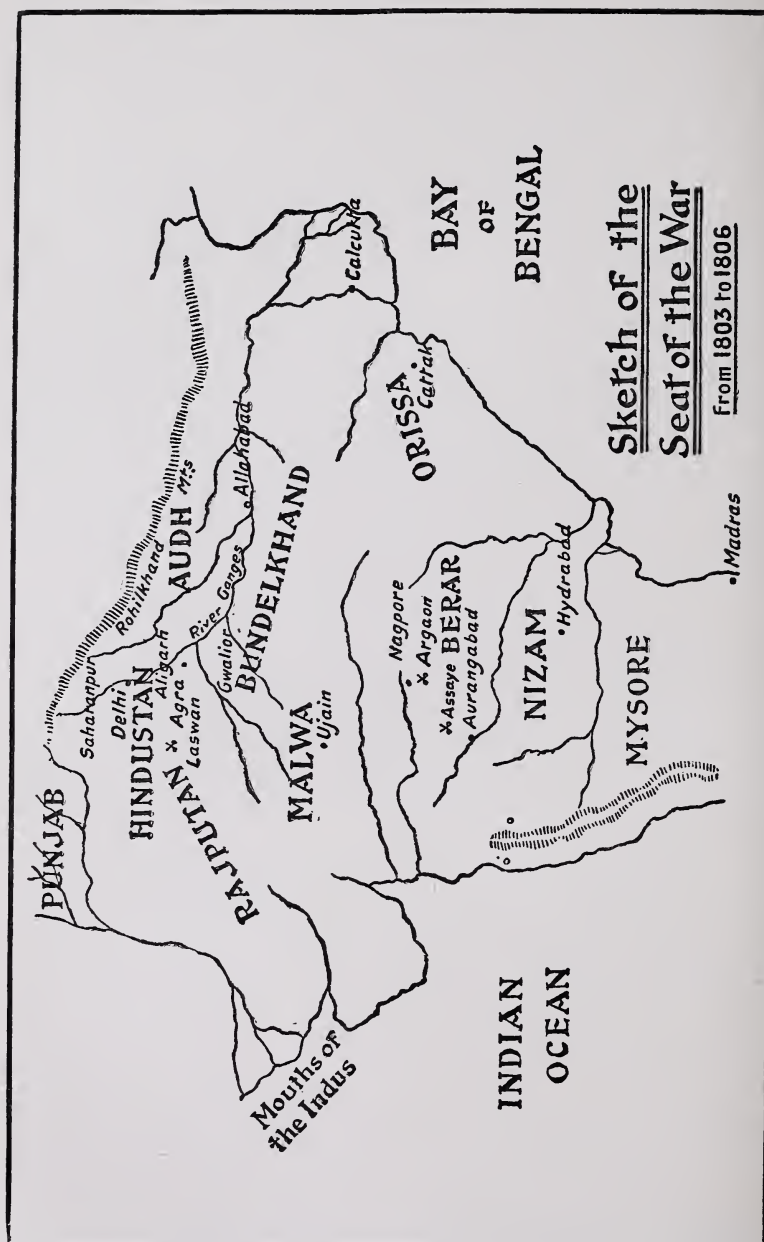 PUNJAB
Saharanpur
Rohilkhand
Delhi
HINDUSTAN
Aligarh
AUDH
Mts
Agra
Laswan
RAJPUTAN
River Ganges
Gwalior
Allahabad
BUNDELKHAND
MALWA
Ujain
Calcutta
Mouths of
the Indus
ORISSA
Cattak
BAY
OF
BENGAL
Nagpore
Argaon
Assaye
BERAR
Aurangabad
NIZAM
Hydrabad
MYSORE
Madras
INDIAN
OCEAN
Sketch of the
Seat of the War
From 1803 to 1806